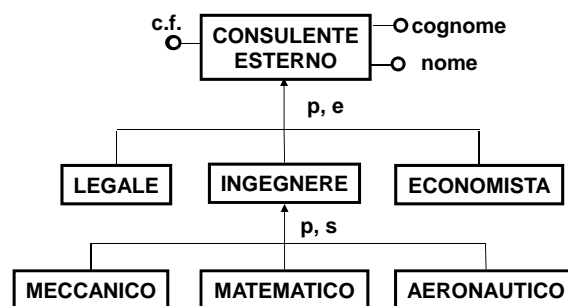 c.f.
CONSULENTE
ESTERNO
cognome
nome
p, e
LEGALE
INGEGNERE
ECONOMISTA
p, s
MECCANICO
MATEMATICO
AERONAUTICO